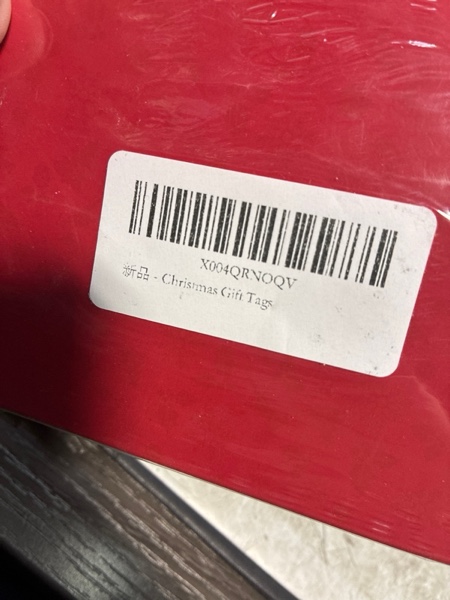 X004QRNOQV
新品 - Christmas Gift Tags